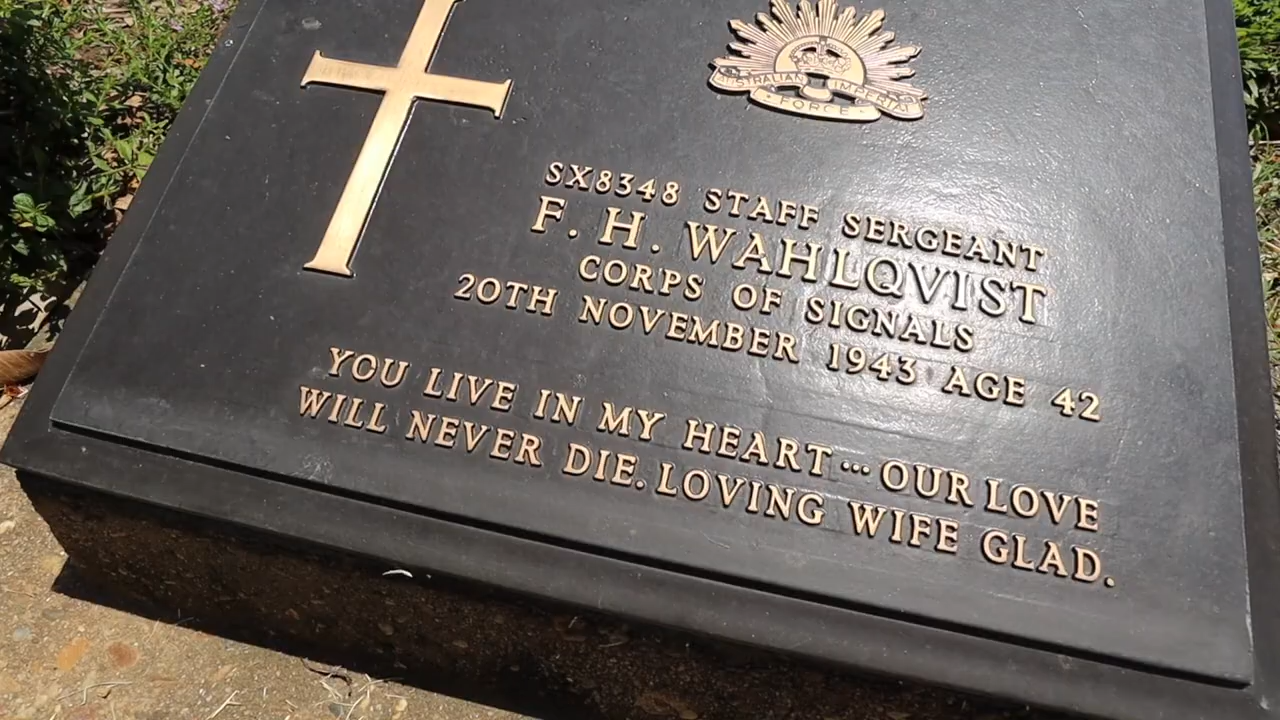 AUSTRALIAN IMPERIAL
FORCE
SX8348 STAFF SERGEANT
F. H. WAHLQVIST
CORPS OF SIGNALS
20TH NOVEMBER 1943 AGE 42
YOU LIVE IN MY HEART ... OUR LOVE
WILL NEVER DIE. LOVING WIFE GLAD.